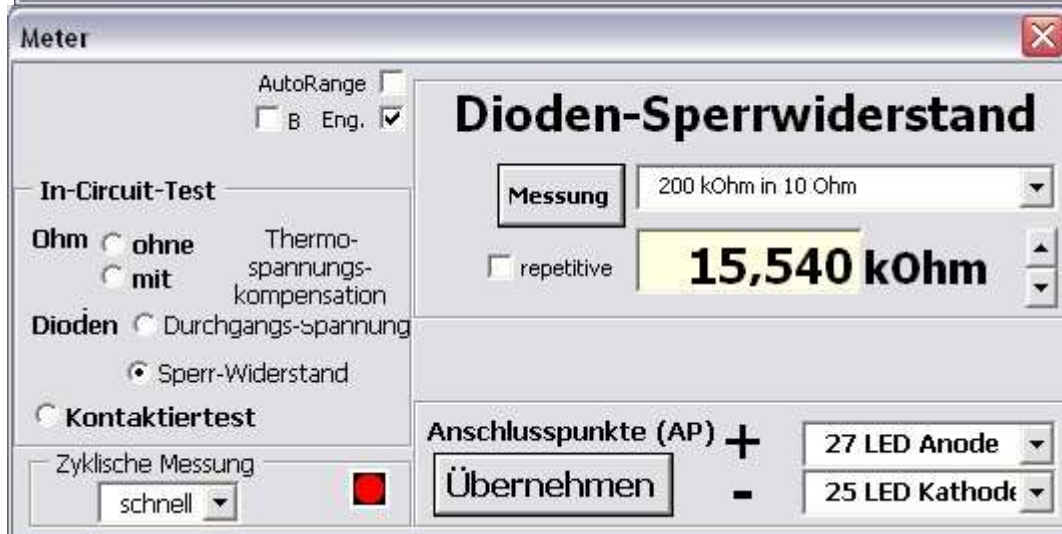 Meter
AutoRange
B Eng.
Dioden-Sperrwiderstand
Messung
200 kOhm in 10 Ohm
repetitive
15,540 kOhm
In-Circuit-Test
Ohm ohne
mit
Thermo-
spannungs-
kompensation
Dioden Durchgangs-Spannung
Sperr-Widerstand
Kontaktiertest
Zyklische Messung
schnell
Anschlusspunkte (AP) +
27 LED Anode
Übernehmen -
25 LED Kathode